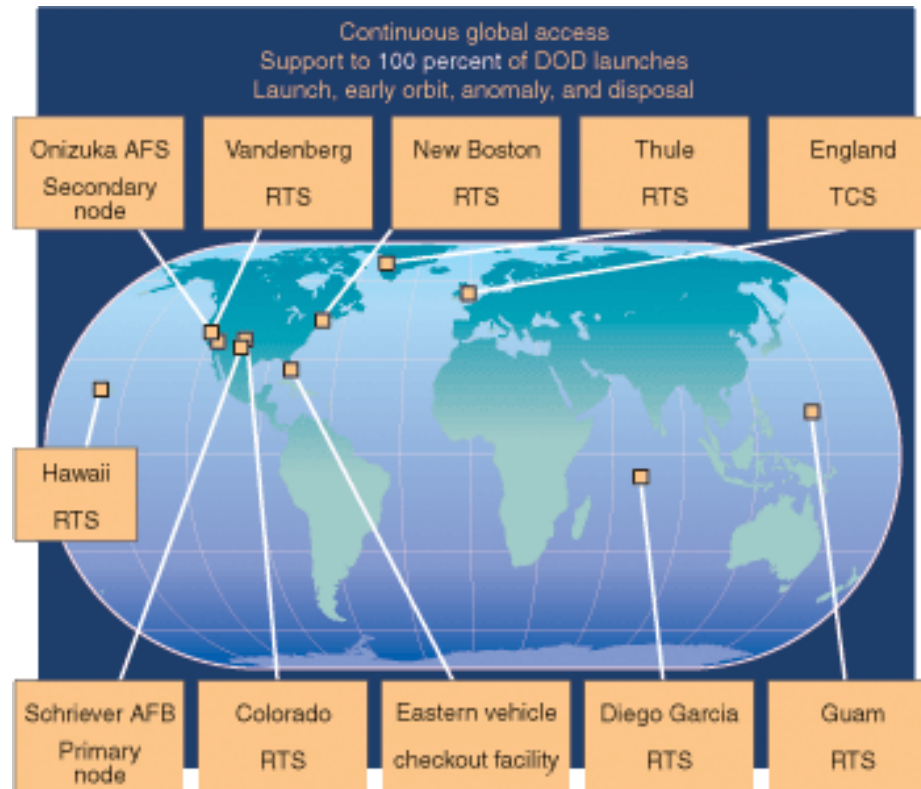 Continuous global access
Support to 100 percent of DOD launches
Launch, early orbit, anomaly, and disposal
Onizuka AFS
Secondary
node
Vandenberg
RTS
New Boston
RTS
Thule
RTS
England
TCS
Hawaii
RTS
Schriever AFB
Primary
node
Colorado
RTS
Eastern vehicle
checkout facility
Diego Garcia
RTS
Guam
RTS